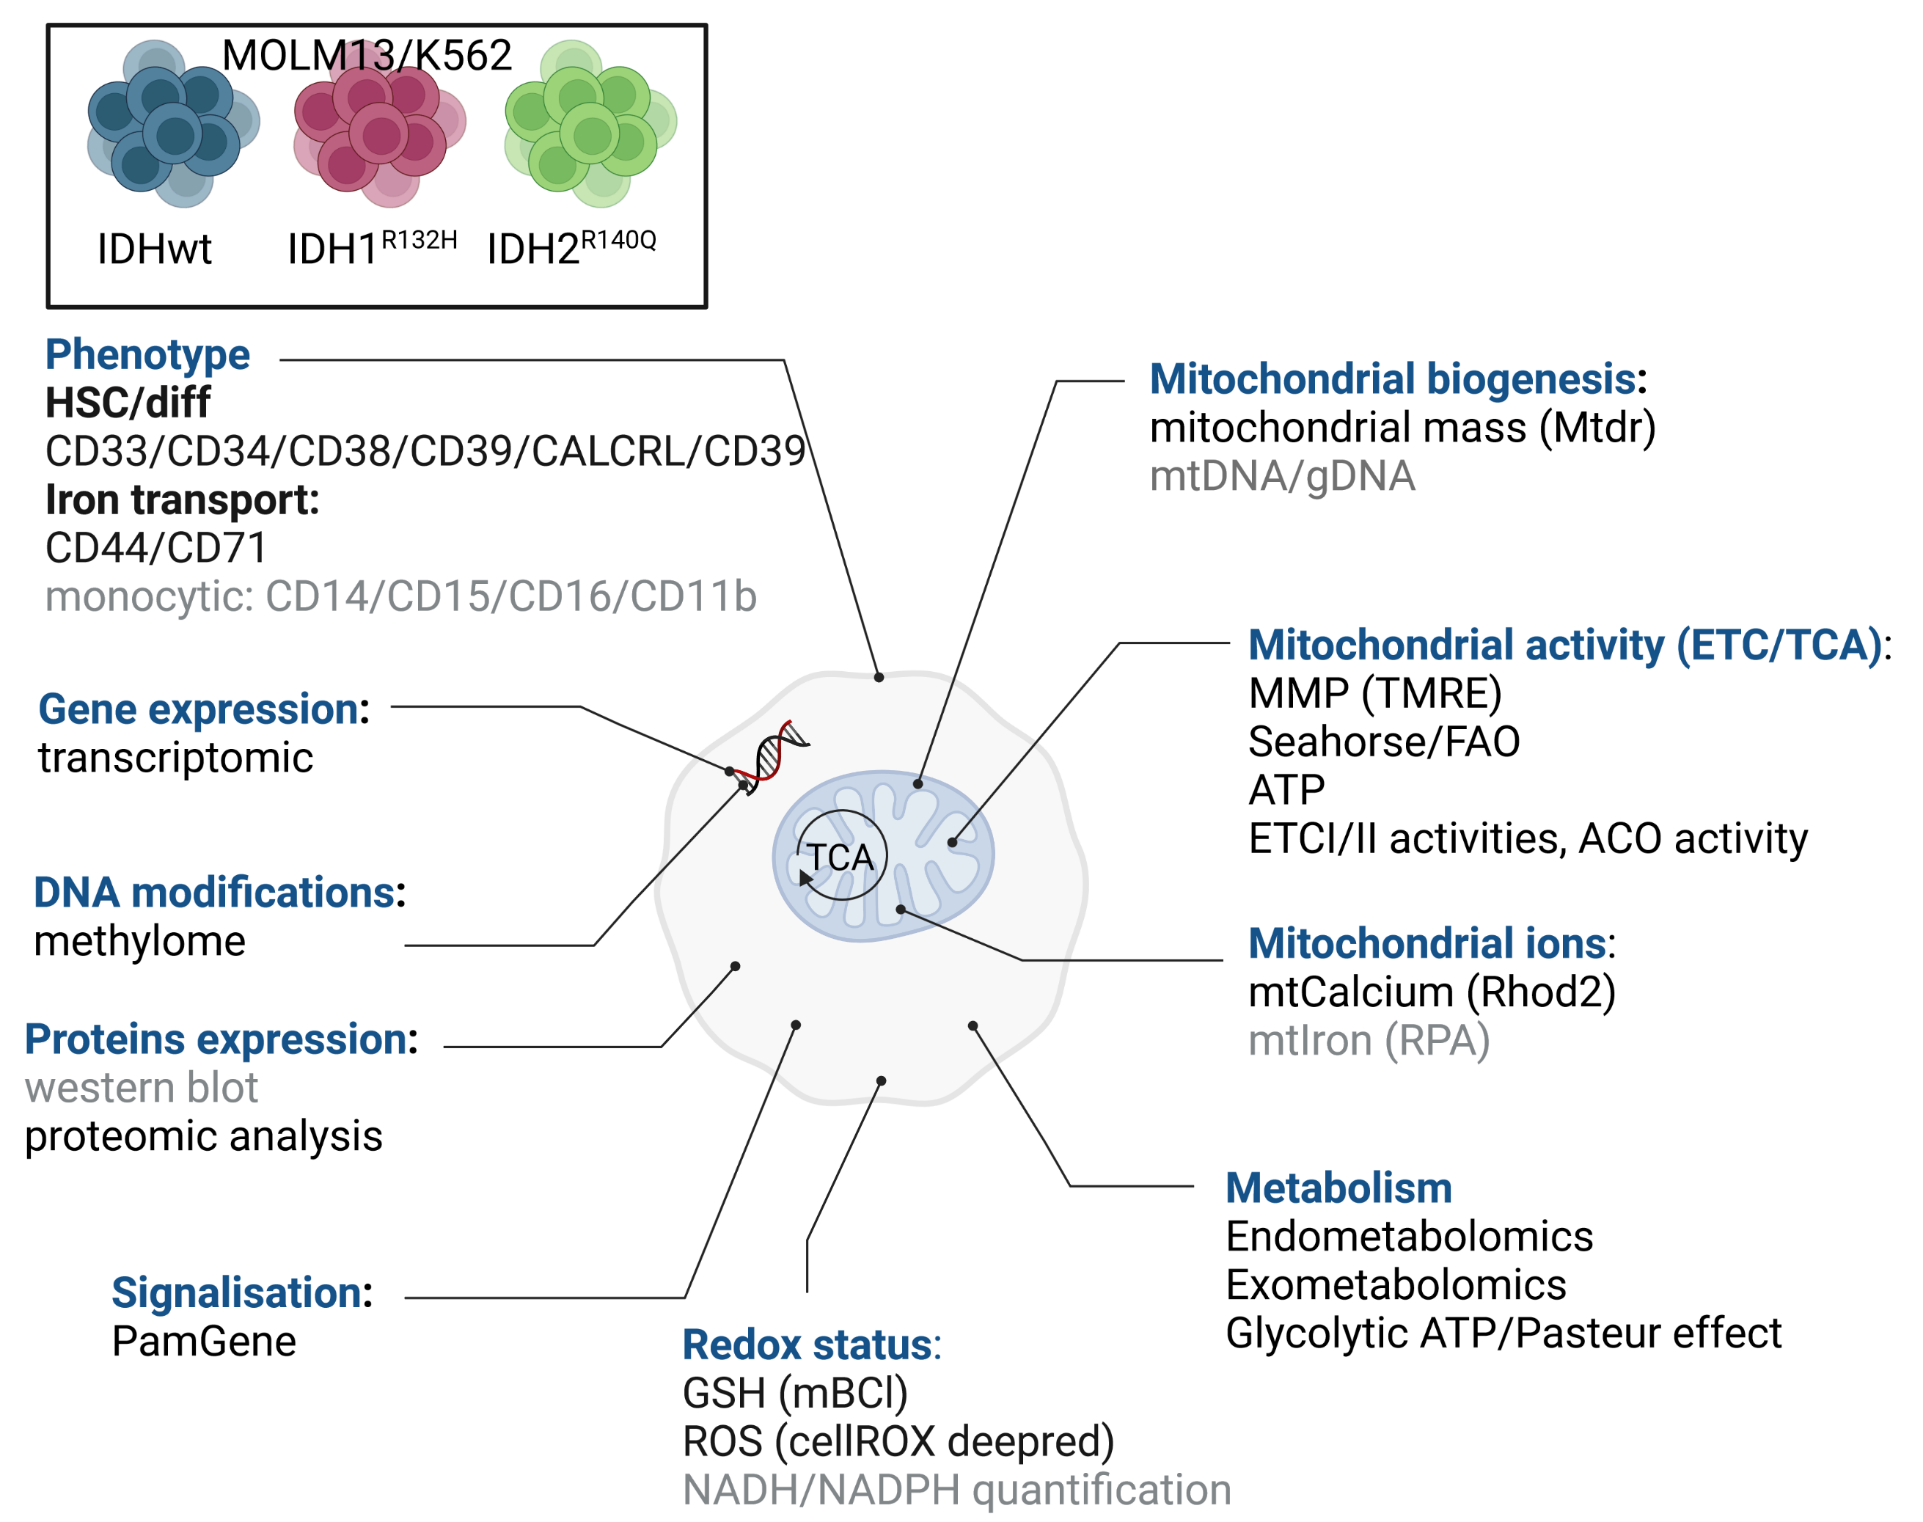 MOLM13/K562
IDHwt
IDH1R132H
IDH2R140Q
Phenotype
HSC/diff
CD33/CD34/CD38/CD39/CALCRL/CD39
Iron transport:
CD44/CD71
monocytic: CD14/CD15/CD16/CD11b
Gene expression:
transcriptomic
DNA modifications:
methylome
Proteins expression:
western blot
proteomic analysis
Signalisation:
PamGene
TCA
Mitochondrial biogenesis:
mitochondrial mass (Mtdr)
mtDNA/gDNA
Mitochondrial activity (ETC/TCA):
MMP (TMRE)
Seahorse/FAO
ATP
ETCI/II activities, ACO activity
Mitochondrial ions:
mtCalcium (Rhod2)
mtIron (RPA)
Metabolism
Endometabolomics
Exometabolomics
Glycolytic ATP/Pasteur effect
Redox status:
GSH (mBCl)
ROS (cellROX deepred)
NADH/NADPH quantification